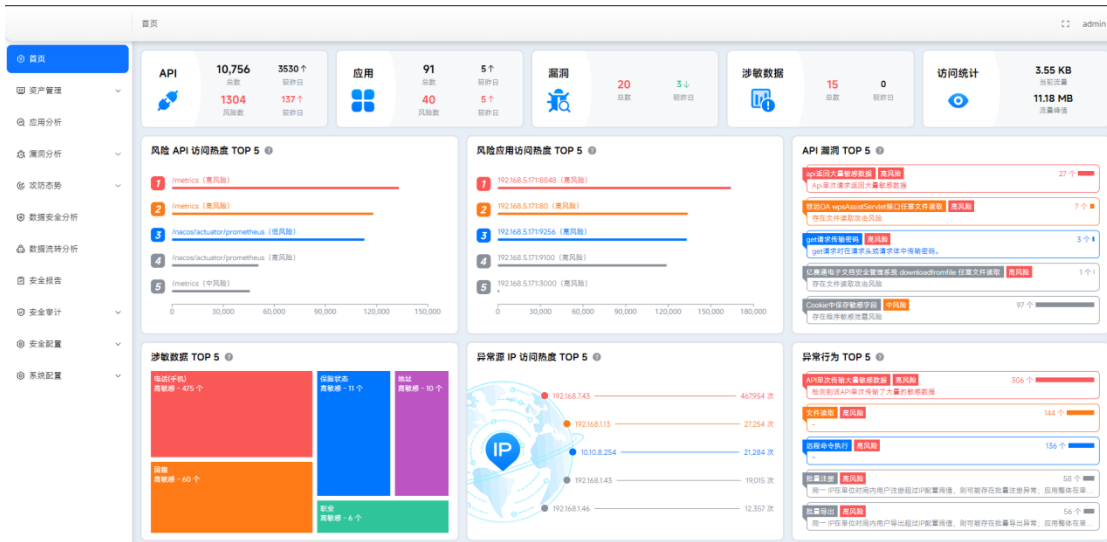 首页
admin
首页
资产管理
应用分析
漏洞分析
攻防态势
数据安全分析
数据流转分析
安全报告
安全审计
安全配置
系统配置
API
10,756
总数
3530↑
较昨日
1304
风险数
137↑
较昨日
应用
91
总数
5↑
较昨日
40
风险数
5↑
较昨日
漏洞
20
总数
3↓
较昨日
涉敏数据
15
总数
0
较昨日
访问统计
3.55 KB
当前流量
11.18 MB
流量峰值
风险 API 访问热度 TOP 5
1 /metrics（高风险）
2 /metrics（高风险）
3 /nacos/actuator/prometheus（低风险）
4 /nacos/actuator/prometheus（高风险）
5 /metrics（中风险）
0 30,000 60,000 90,000 120,000 150,000
风险应用访问热度 TOP 5
1 192.168.5.171:8848（高风险）
2 192.168.5.171:80（高风险）
3 192.168.5.171:9256（高风险）
4 192.168.5.171:9100（高风险）
5 192.168.5.171:3000（高风险）
0 30,000 60,000 90,000 120,000 150,000 180,000
API 漏洞 TOP 5
api返回大量敏感数据 高风险 27 个
Api单次请求返回大量敏感数据
致远OA wpsAssistServlet接口任意文件读取 高风险 7 个
存在文件读取攻击风险
get请求传输密码 高风险 3 个
get请求时在请求头或请求体中传输密码。
亿赛通电子文档安全管理系统 downloadfromfile 任意文件读取 高风险 1 个
存在文件读取攻击风险
Cookie中保存敏感字段 中风险 97 个
存在程序敏感泄露风险
涉敏数据 TOP 5
电话(手机)
高敏感 - 475 个
邮箱
高敏感 - 60 个
保险状态
高敏感 - 11 个
地址
高敏感 - 10 个
职业
高敏感 - 6 个
异常源 IP 访问热度 TOP 5
IP
192.168.7.43 467,954 次
192.168.1.13 27,254 次
10.10.8.254 21,284 次
192.168.1.43 19,015 次
192.168.1.46 12,357 次
异常行为 TOP 5
API单次传输大量敏感数据 高风险 306 个
检测到该API单次传输了大量的敏感数据
文件读取 高风险 144 个
-
远程命令执行 高风险 136 个
-
批量注册 高风险 58 个
同一 IP在单位时间内用户注册超过IP配置阈值，则可能存在批量注册异常；应用整体在单...
批量导出 高风险 56 个
同一 IP在单位时间内用户导出超过IP配置阈值，则可能存在批量导出异常；应用整体在单...